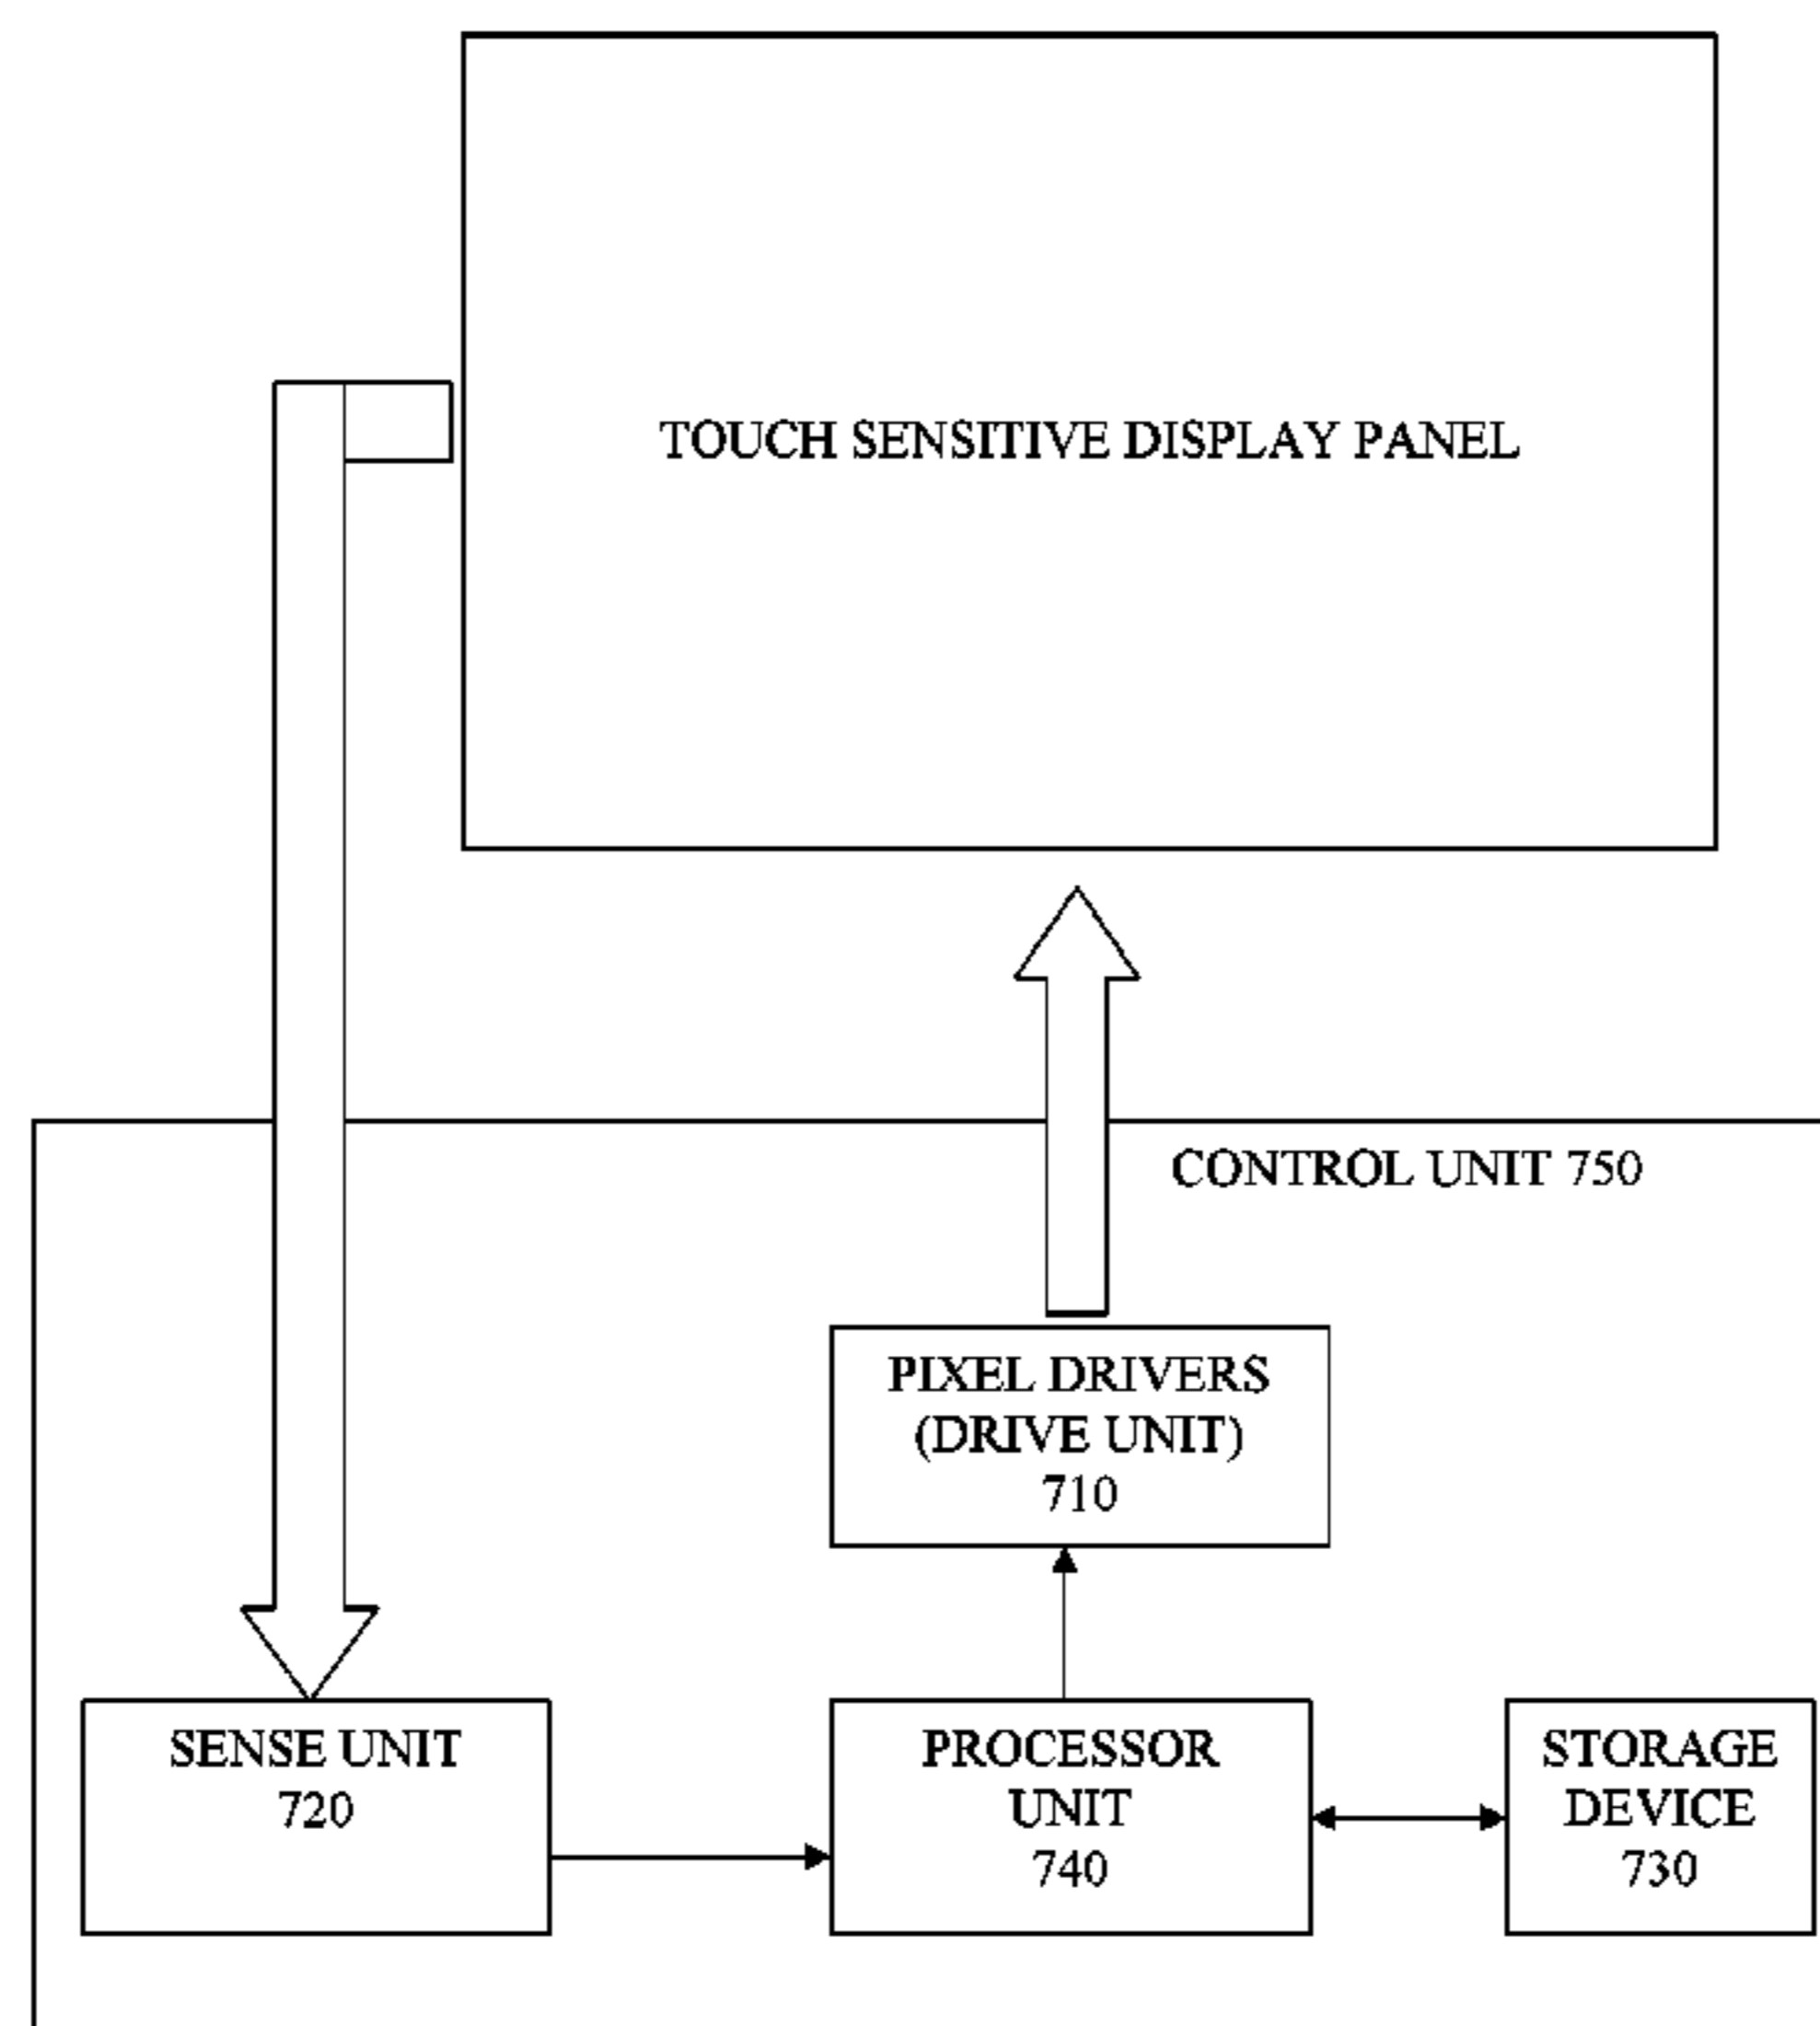 TOUCH SENSITIVE DISPLAY PANEL
CONTROL UNIT 750
PIXEL DRIVERS
(DRIVE UNIT)
710
SENSE UNIT
720
PROCESSOR
UNIT
740
STORAGE
DEVICE
730